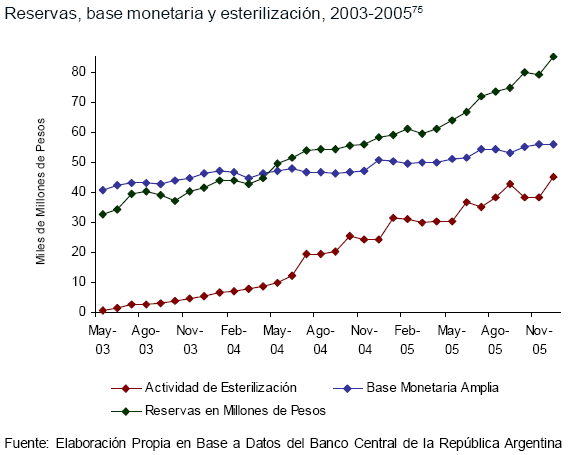 Reservas, base monetaria y esterilización, 2003-2005⁷⁵
Miles de Millones de Pesos
80
70
60
50
40
30
20
10
0
May- Ago- Nov- Feb- May- Ago- Nov- Feb- May- Ago- Nov-
03 03 03 04 04 04 04 05 05 05 05
Actividad de Esterilización Base Monetaria Amplia
Reservas en Millones de Pesos
Fuente: Elaboración Propia en Base a Datos del Banco Central de la República Argentina